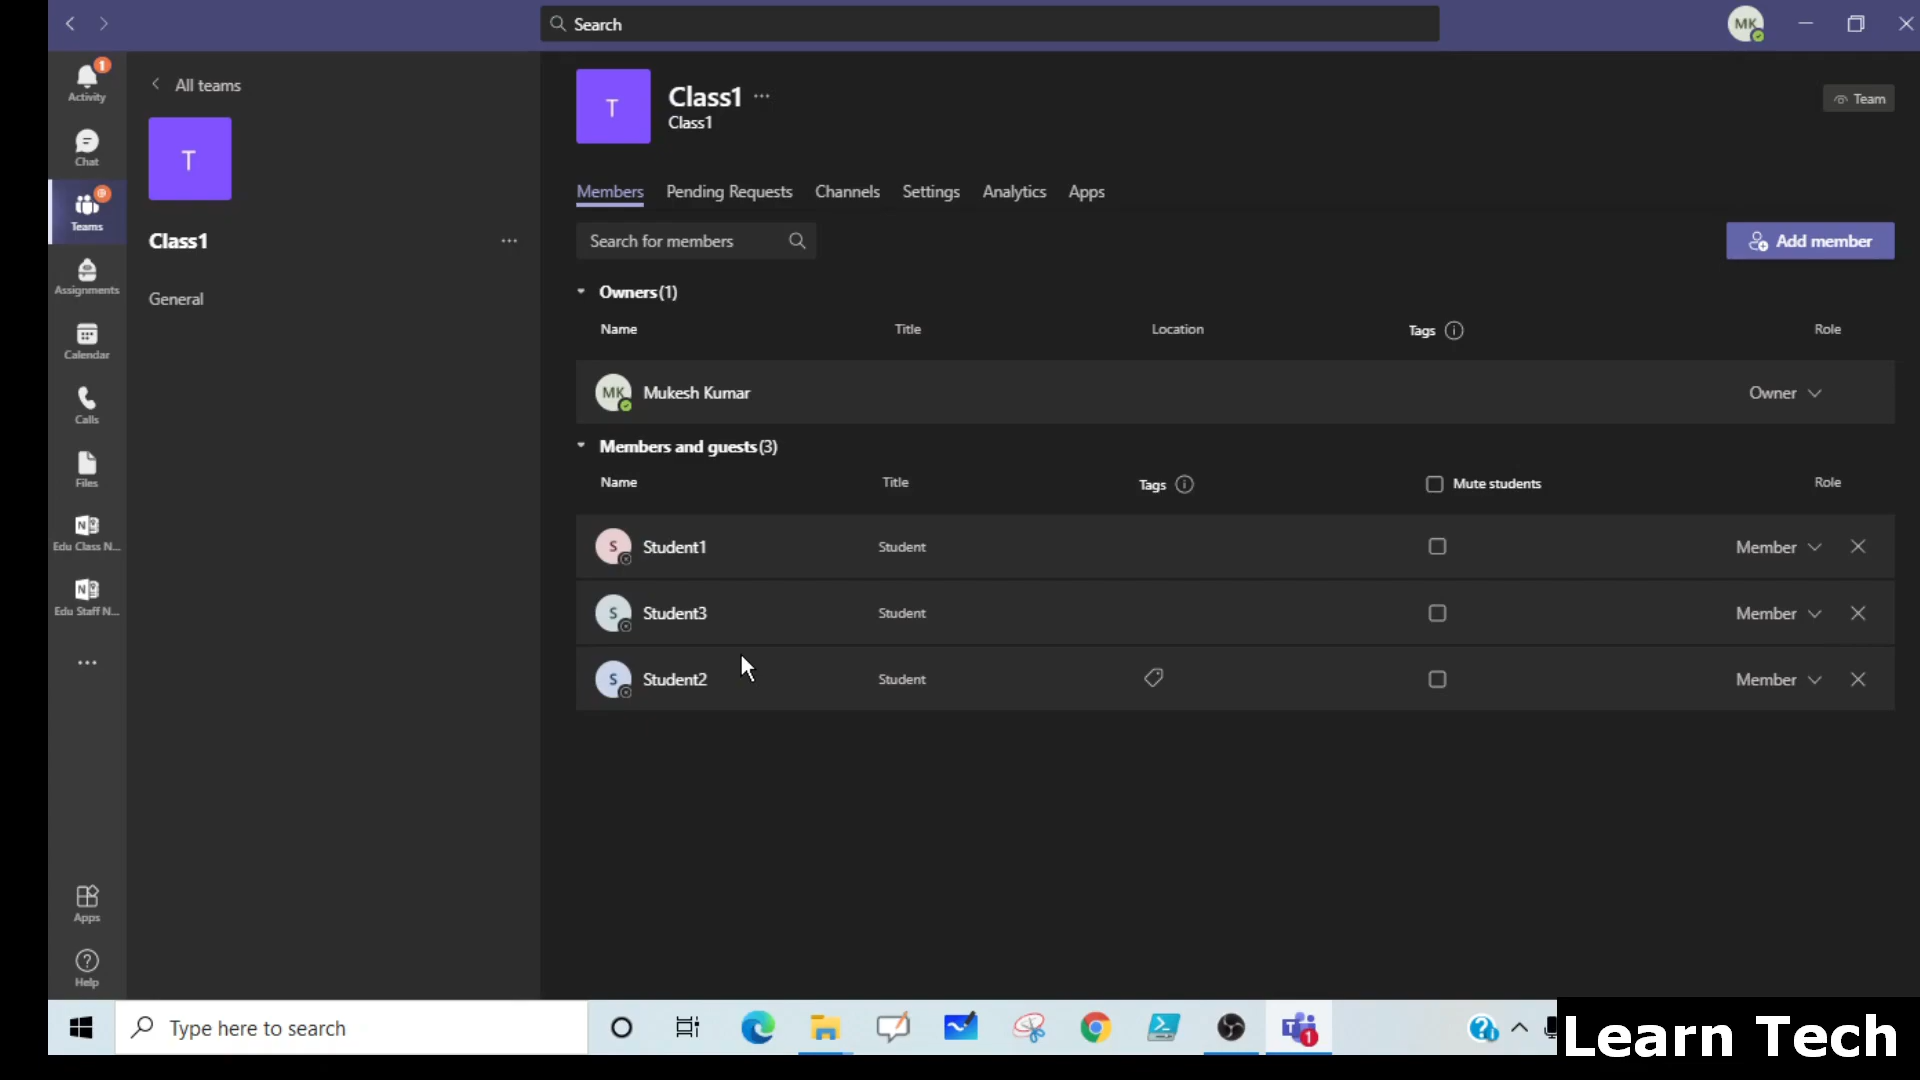 Search
MK
1
Activity
Chat
Teams
Assignments
Calendar
Calls
Files
Edu Class N...
Edu Staff N...
...
Apps
Help
All teams
T
Class1 ...
General
T
Class1 ...
Class1
Team
Members Pending Requests Channels Settings Analytics Apps
Search for members
Add member
Owners(1)
Name Title Location Tags Role
MK Mukesh Kumar Owner
Members and guests(3)
Name Title Tags Mute students Role
S Student1 Student Member
S Student3 Student Member
S Student2 Student Member
Type here to search
1
Learn Tech